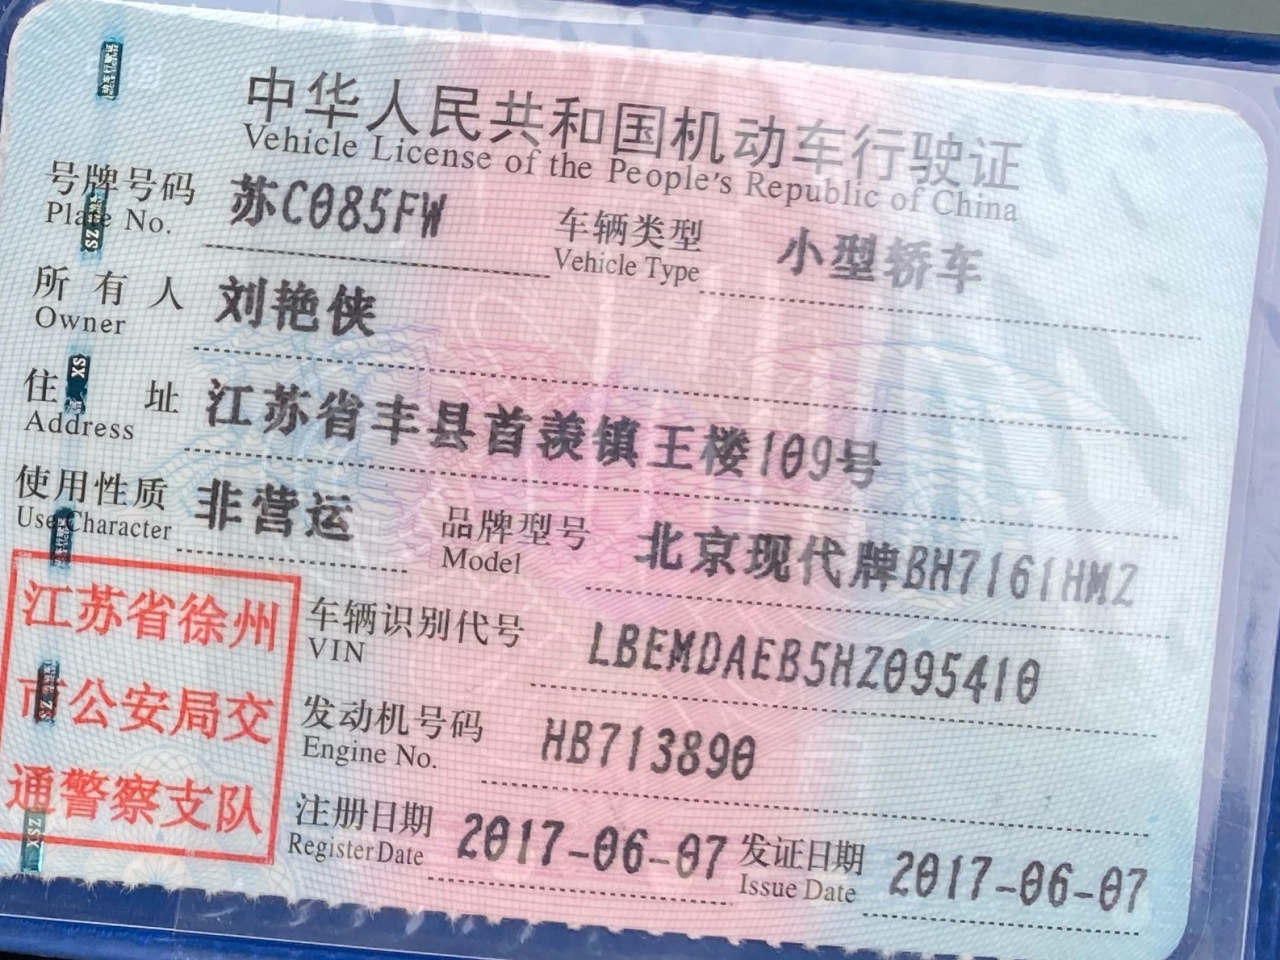 中华人民共和国机动车行驶证
Vehicle License of the People's Republic of China
号牌号码 苏C085FW 车辆类型 小型轿车
Plate No. Vehicle Type
所有人 刘艳侠
Owner
住址 江苏省丰县首羡镇王楼109号
Address
使用性质 非营运 品牌型号 北京现代牌BH7161HMZ
Use Character Model
江苏省徐州
市公安局交
通警察支队
车辆识别代号 LBEMDAEB5HZ095410
VIN
发动机号码 HB713890
Engine No.
注册日期 2017-06-07 发证日期 2017-06-07
Register Date Issue Date